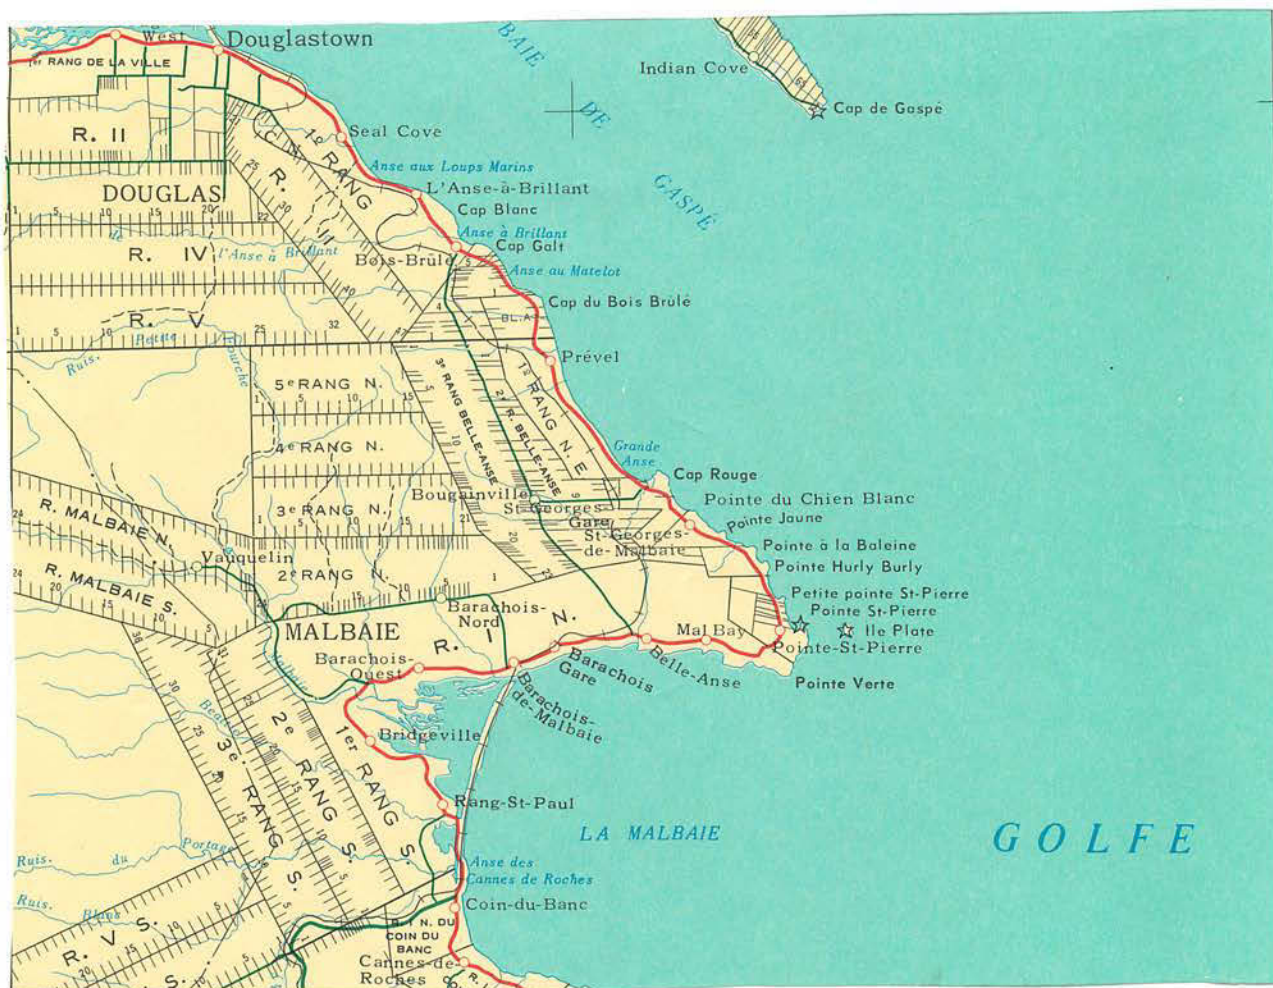 West
Douglastown
1er RANG DE LA VILLE
BAIE
DE
GASPÉ
Indian Cove
Cap de Gaspé
R. II
Seal Cove
1er RANG
Anse aux Loups Marins
DOUGLAS
R.
L'Anse-à-Brillant
Cap Blanc
Anse à Brillant
Cap Galt
R. IV
de
l'Anse à Brillant
Bois-Brûlé
Anse au Matelot
Cap du Bois Brûlé
BL.A
R. V
Ruis.
Petite
Fourche
Prével
5e RANG N.
3e RANG BELLE-ANSE
2e R. BELLE-ANSE
1er RANG N. E
4e RANG N.
Grande
Anse
Cap Rouge
Bougainville
St-Georges-
Gare
Pointe du Chien Blanc
Pointe Jaune
3e RANG N.
St-Georges-
de-Malbaie
R. MALBAIE N.
Vauquelin
Pointe à la Baleine
Pointe Hurly Burly
R. MALBAIE S.
2e RANG N.
Petite pointe St-Pierre
Pointe St-Pierre
Ile Plate
Barachois-
Nord
MALBAIE
R. I N.
Mal Bay
Pointe-St-Pierre
Belle-Anse
Pointe Verte
Barachois-
Ouest
Barachois
Gare
Barachois-
de-Malbaie
Malbaie
Bridgeville
3e RANG S.
2e RANG S.
1er RANG S.
Rang-St-Paul
LA MALBAIE
GOLFE
Ruis. du Portage
Anse des
Cannes de Roches
Ruis. Blanc
Coin-du-Banc
R. V S.
R. I N. DU
COIN DU
BANC
Cannes-de-
Roches
S.